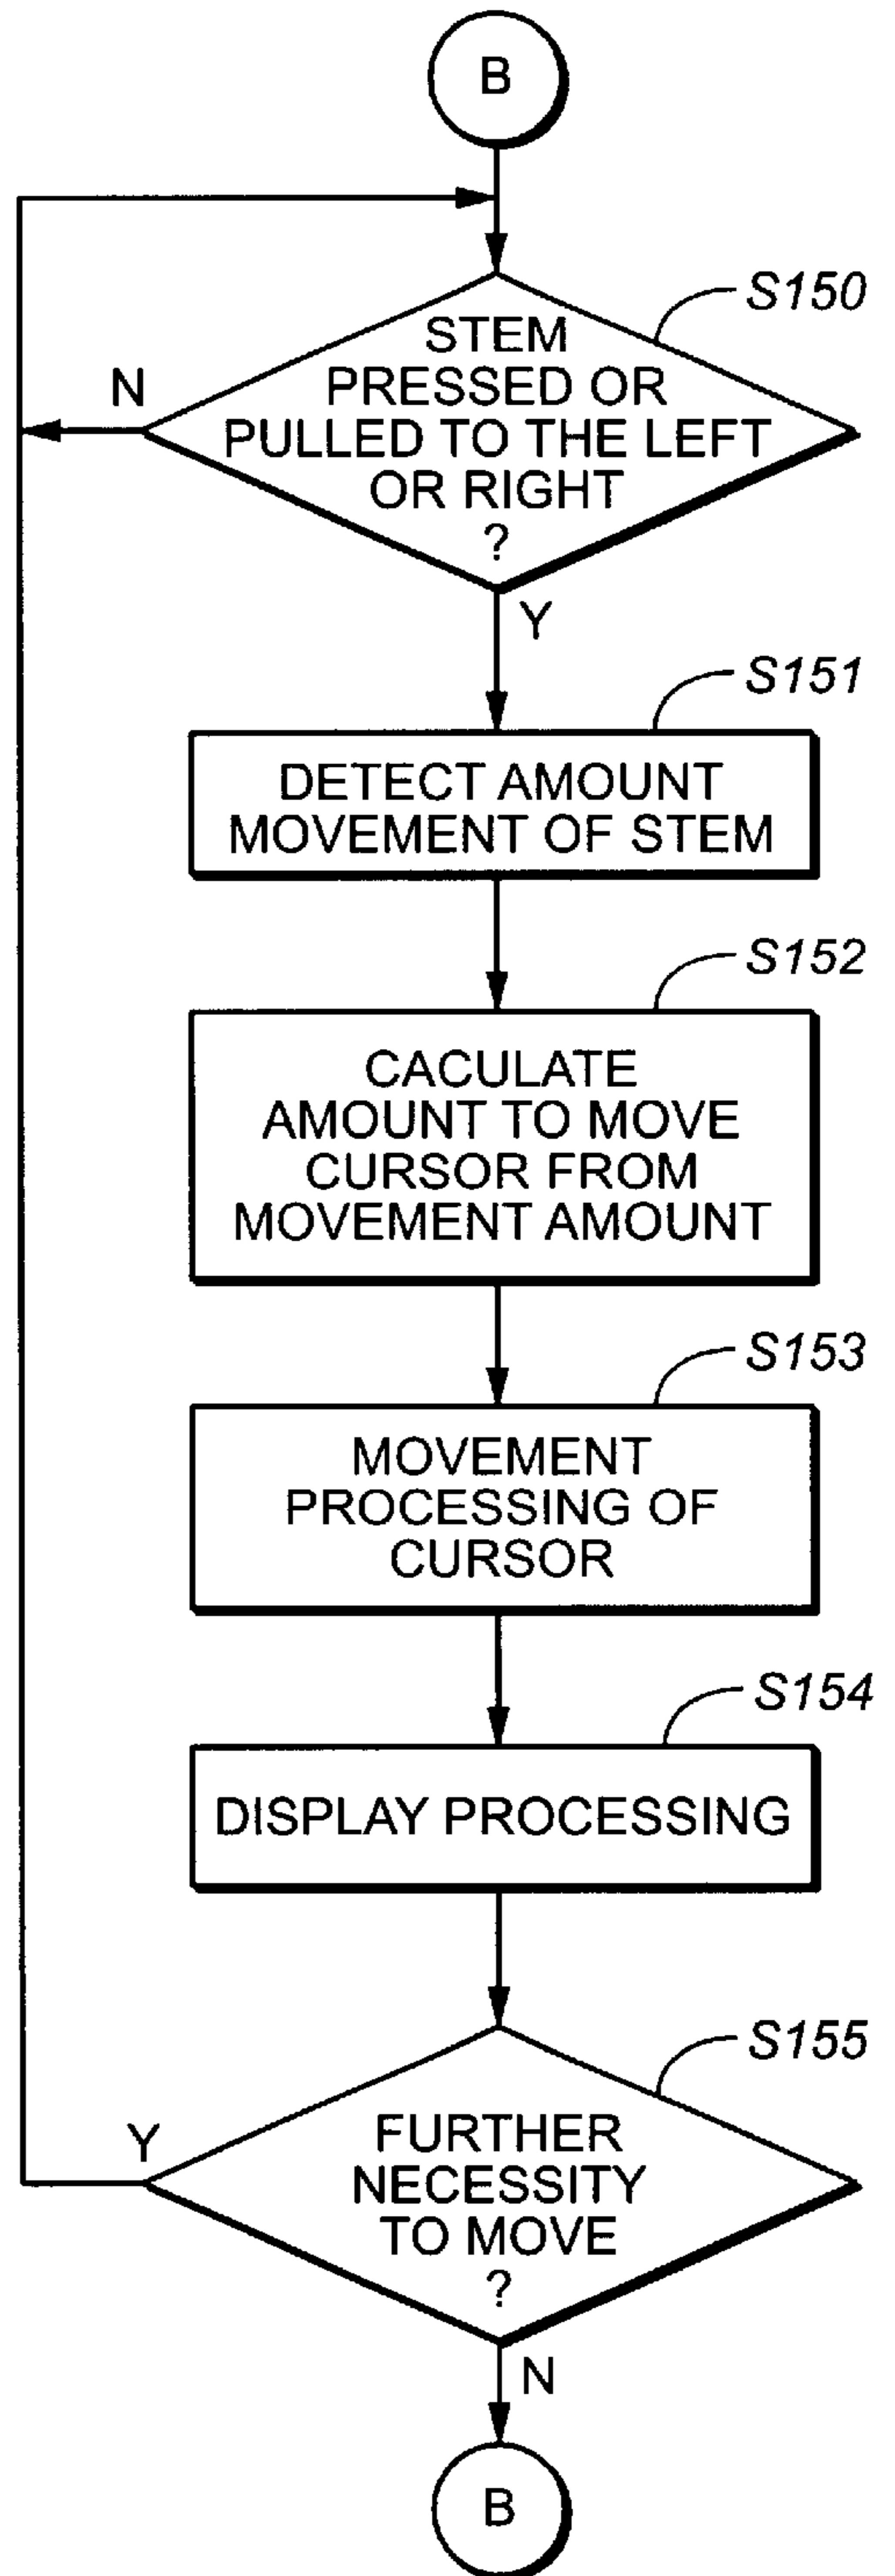 B
S150
STEM
PRESSED OR
PULLED TO THE LEFT
OR RIGHT
?
N
Y
S151
DETECT AMOUNT
MOVEMENT OF STEM
S152
CACULATE
AMOUNT TO MOVE
CURSOR FROM
MOVEMENT AMOUNT
S153
MOVEMENT
PROCESSING OF
CURSOR
S154
DISPLAY PROCESSING
S155
Y
FURTHER
NECESSITY
TO MOVE
?
N
B